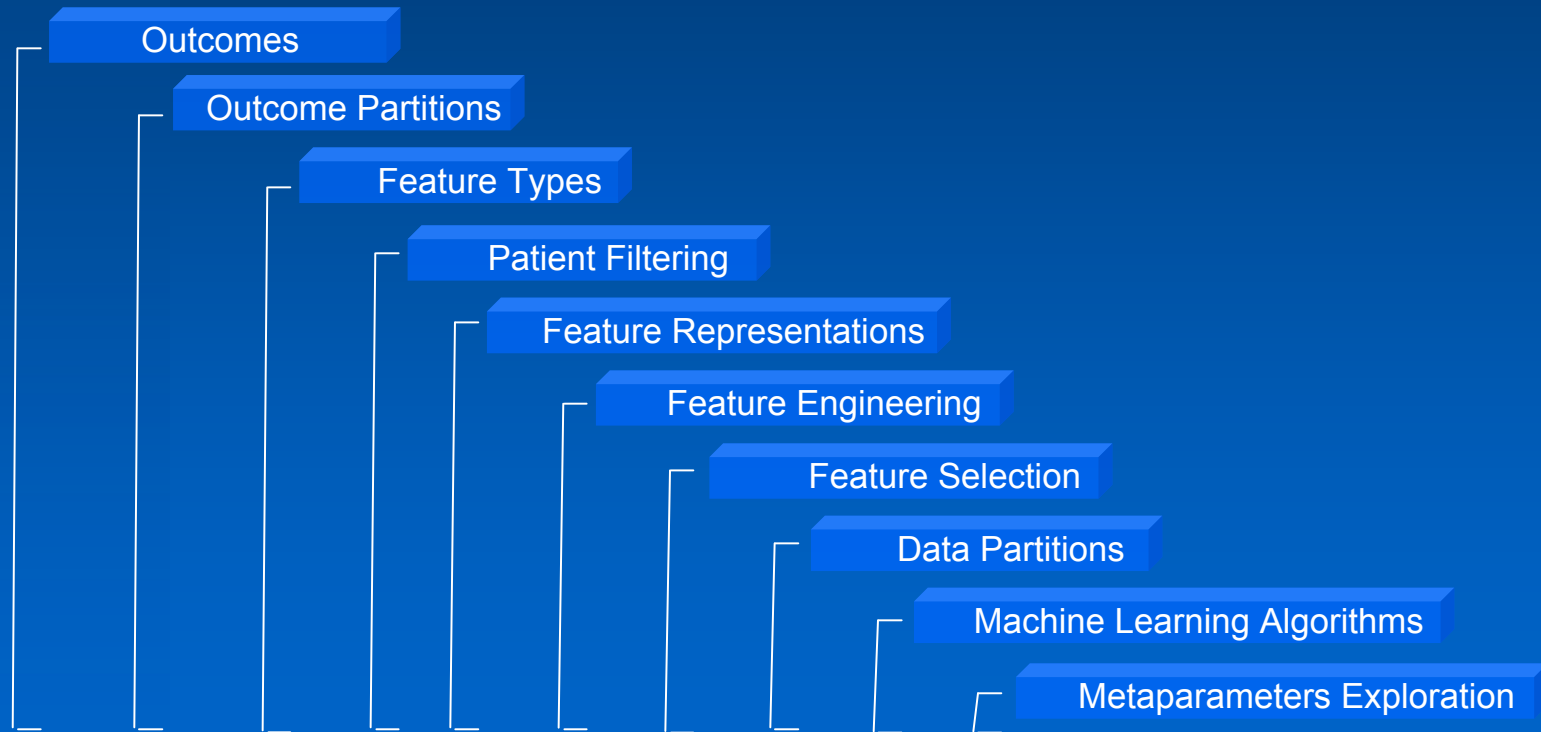 Outcomes
Outcome Partitions
Feature Types
Patient Filtering
Feature Representations
Feature Engineering
Feature Selection
Data Partitions
Machine Learning Algorithms
Metaparameters Exploration